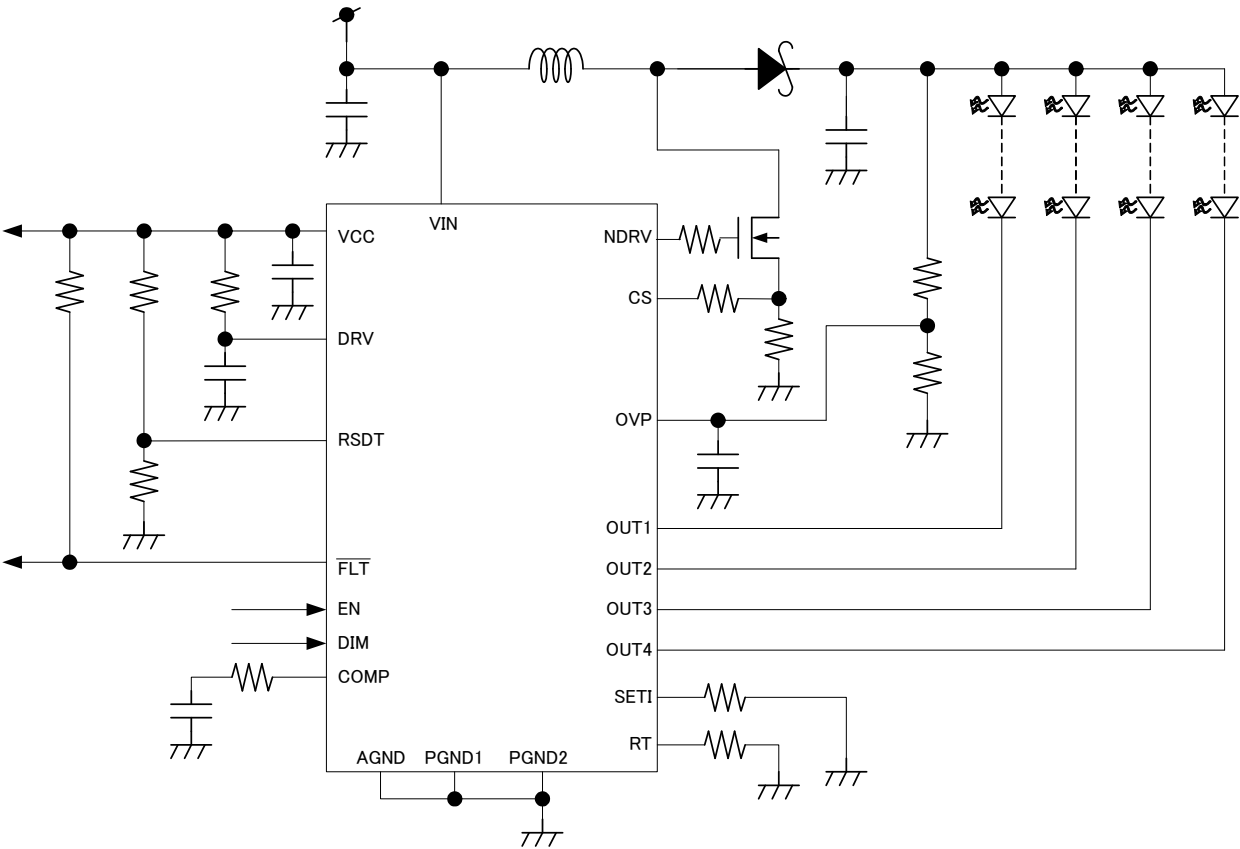 VIN
VCC
NDRV
CS
DRV
OVP
RSDT
OUT1
FLT
OUT2
EN
OUT3
DIM
OUT4
COMP
SETI
RT
AGND
PGND1
PGND2